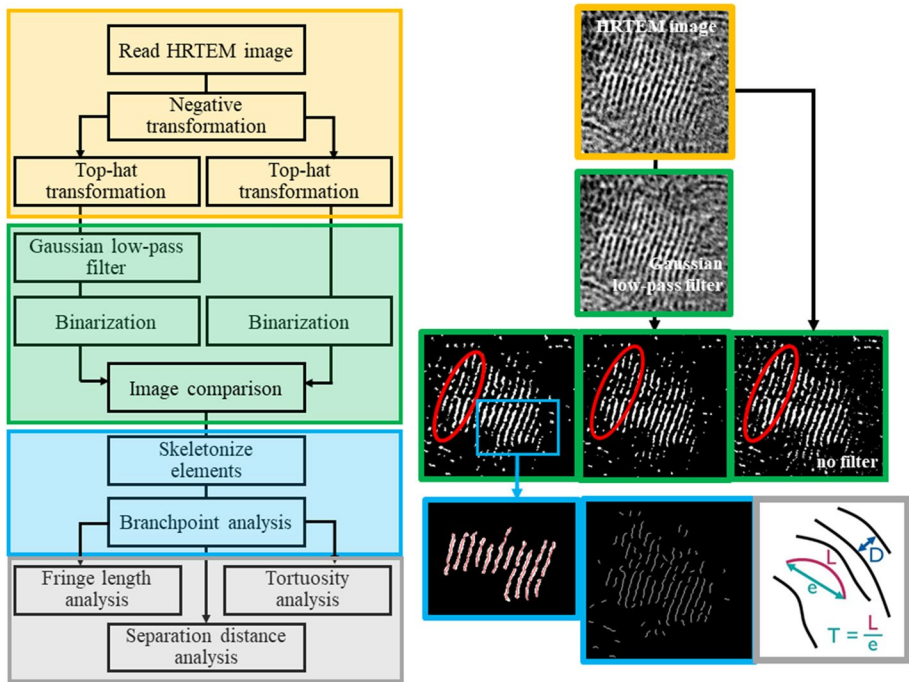 Read HRTEM image
Negative
transformation
Top-hat
transformation
Top-hat
transformation
Gaussian low-pass
filter
Binarization
Binarization
Image comparison
Skeletonize
elements
Branchpoint analysis
Fringe length
analysis
Tortuosity
analysis
Separation distance
analysis
HRTEM image
Gaussian
low-pass filter
no filter
D
L
e
T = L/e